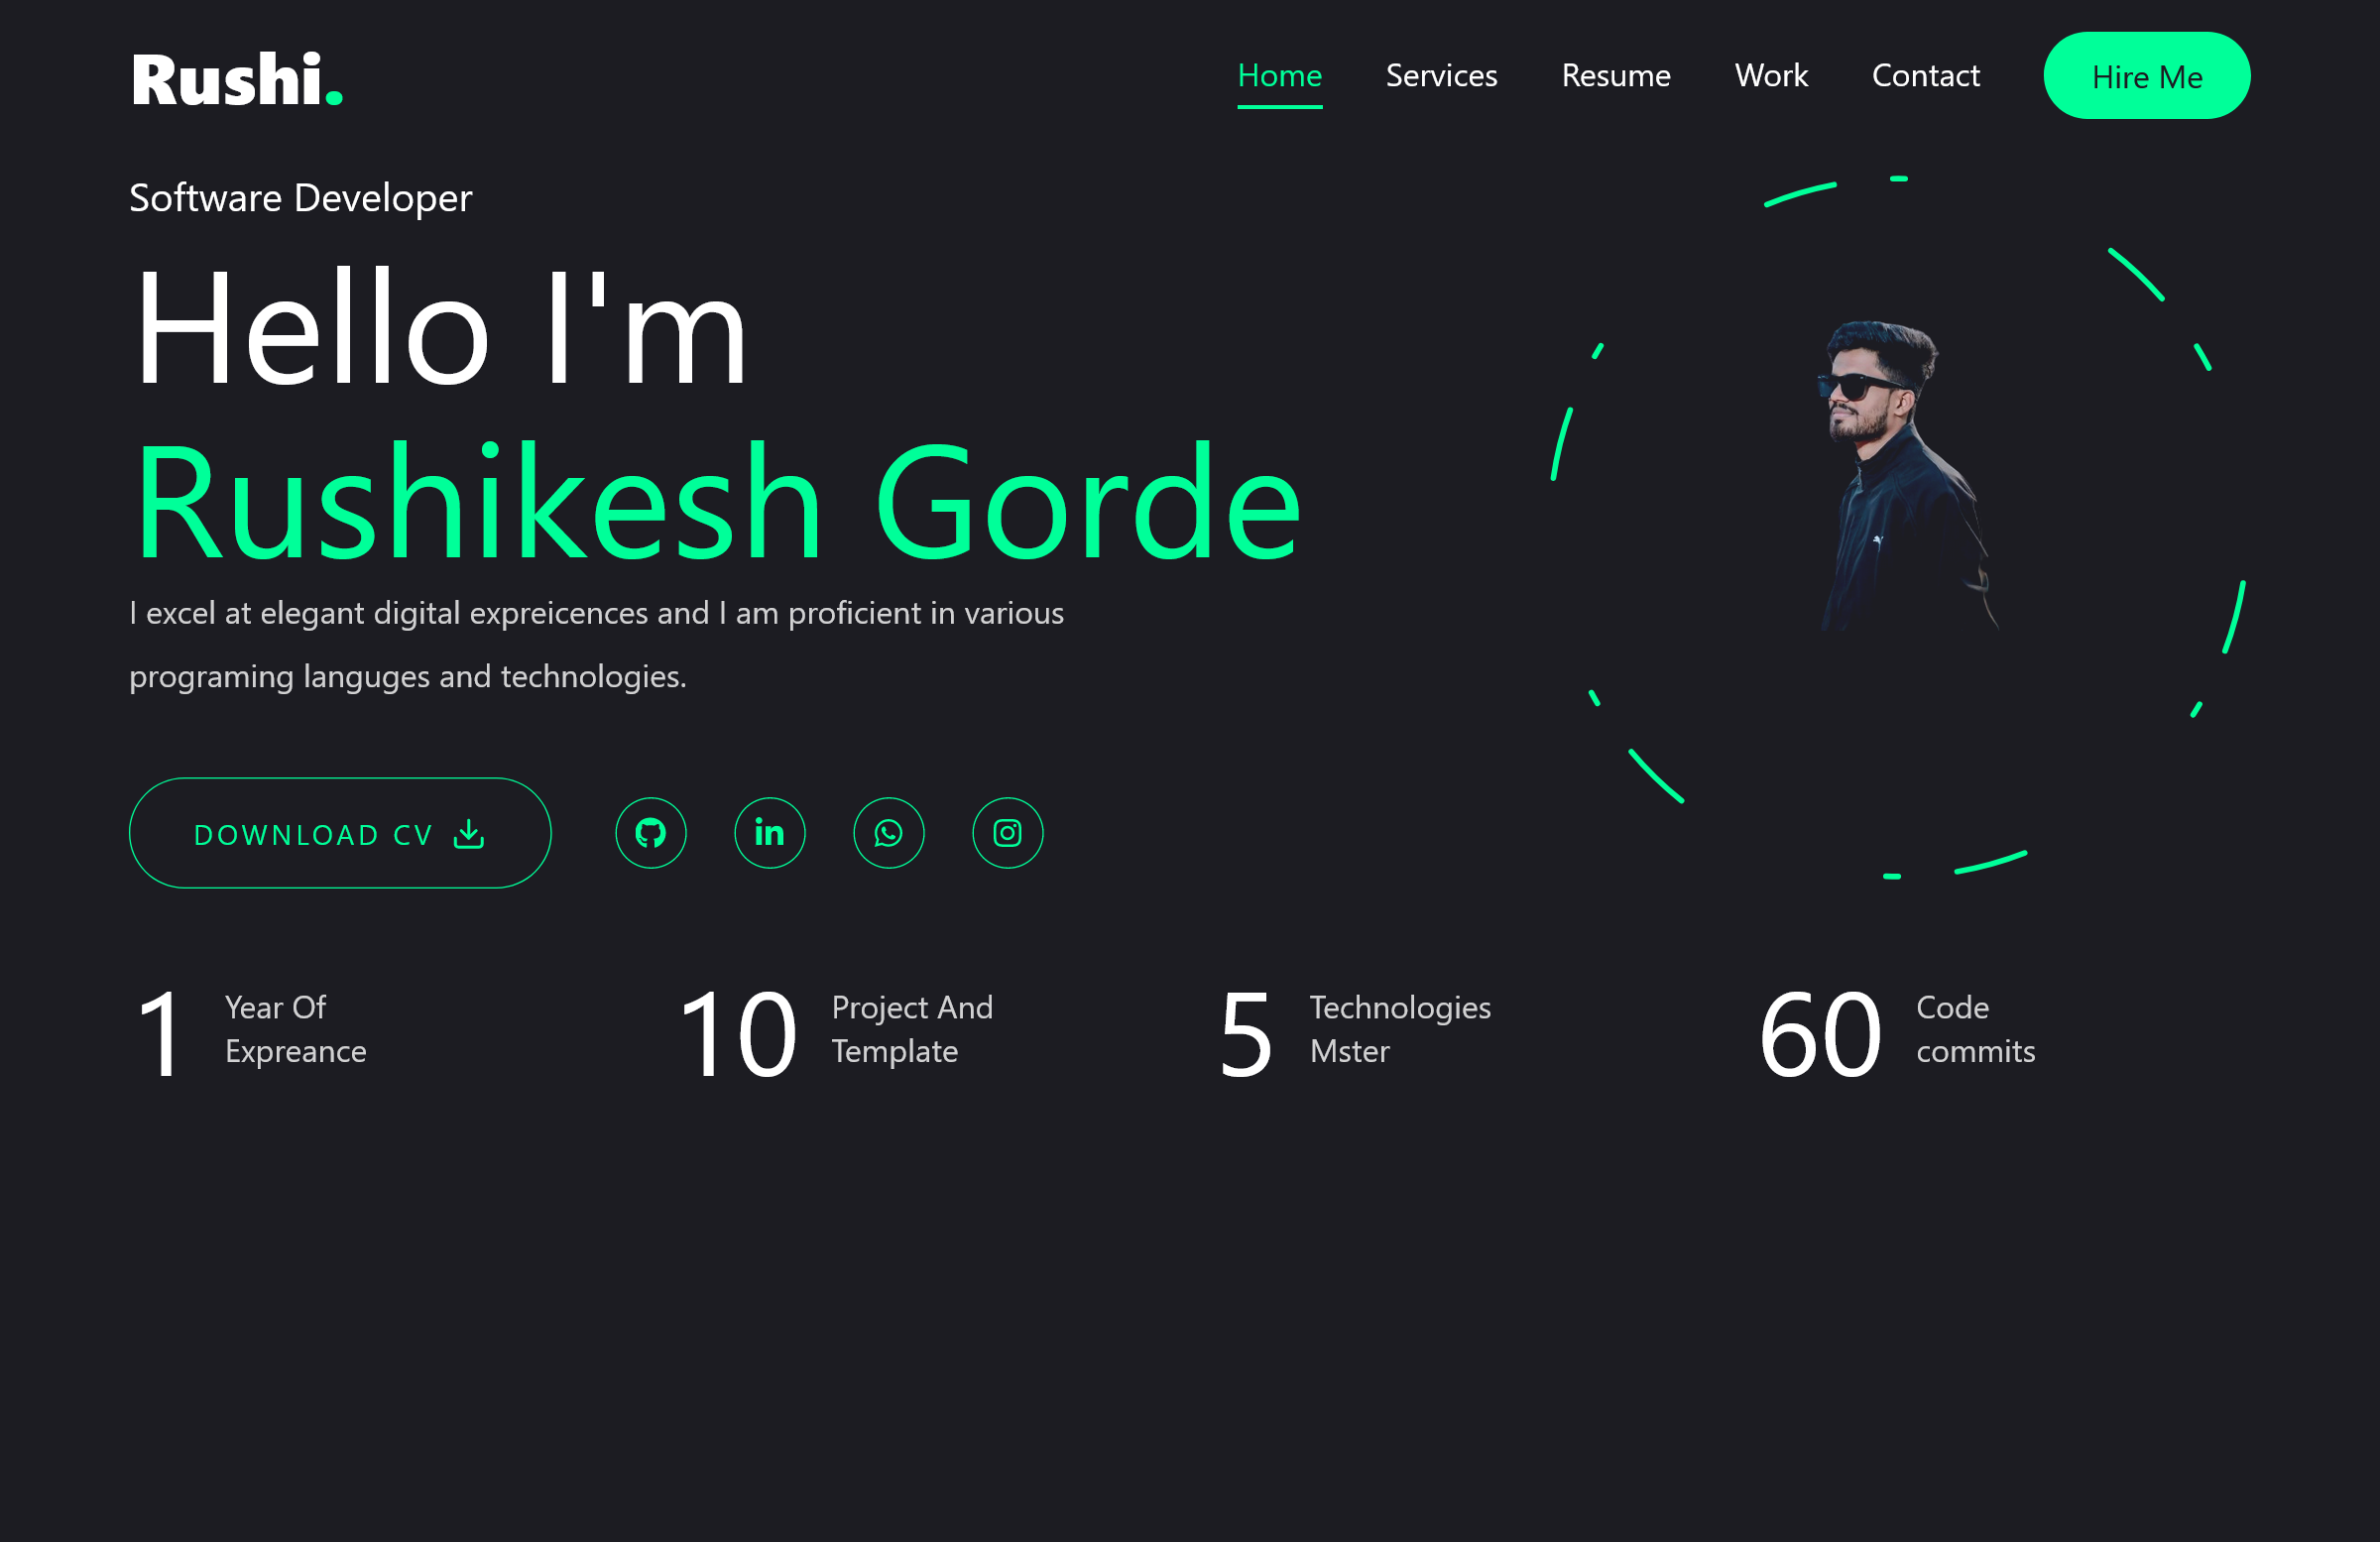 Rushi.
Home Services Resume Work Contact Hire Me
Software Developer
Hello I'm
Rushikesh Gorde
I excel at elegant digital expreicences and I am proficient in various
programing languges and technologies.
DOWNLOAD CV
1 Year Of
Expreance
10 Project And
Template
5 Technologies
Mster
60 Code
commits